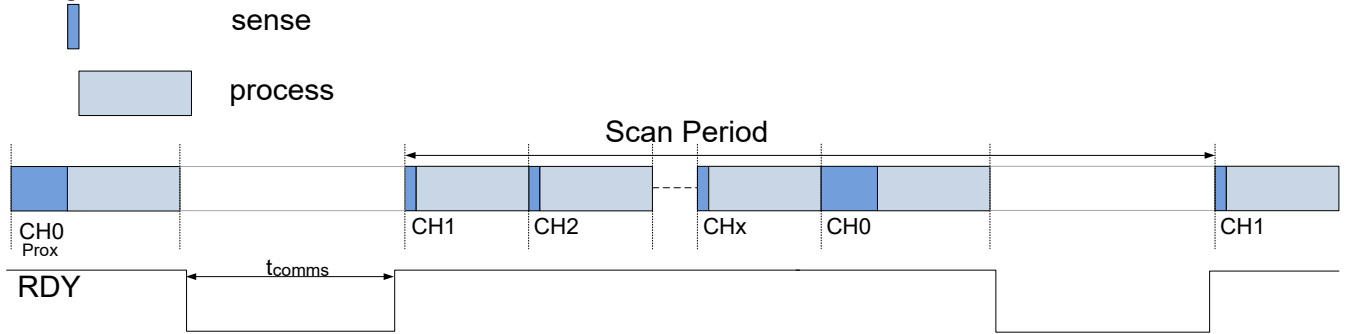 sense
process
Scan Period
CH0
Prox
CH1
CH2
CHx
CH0
CH1
RDY
tcomms